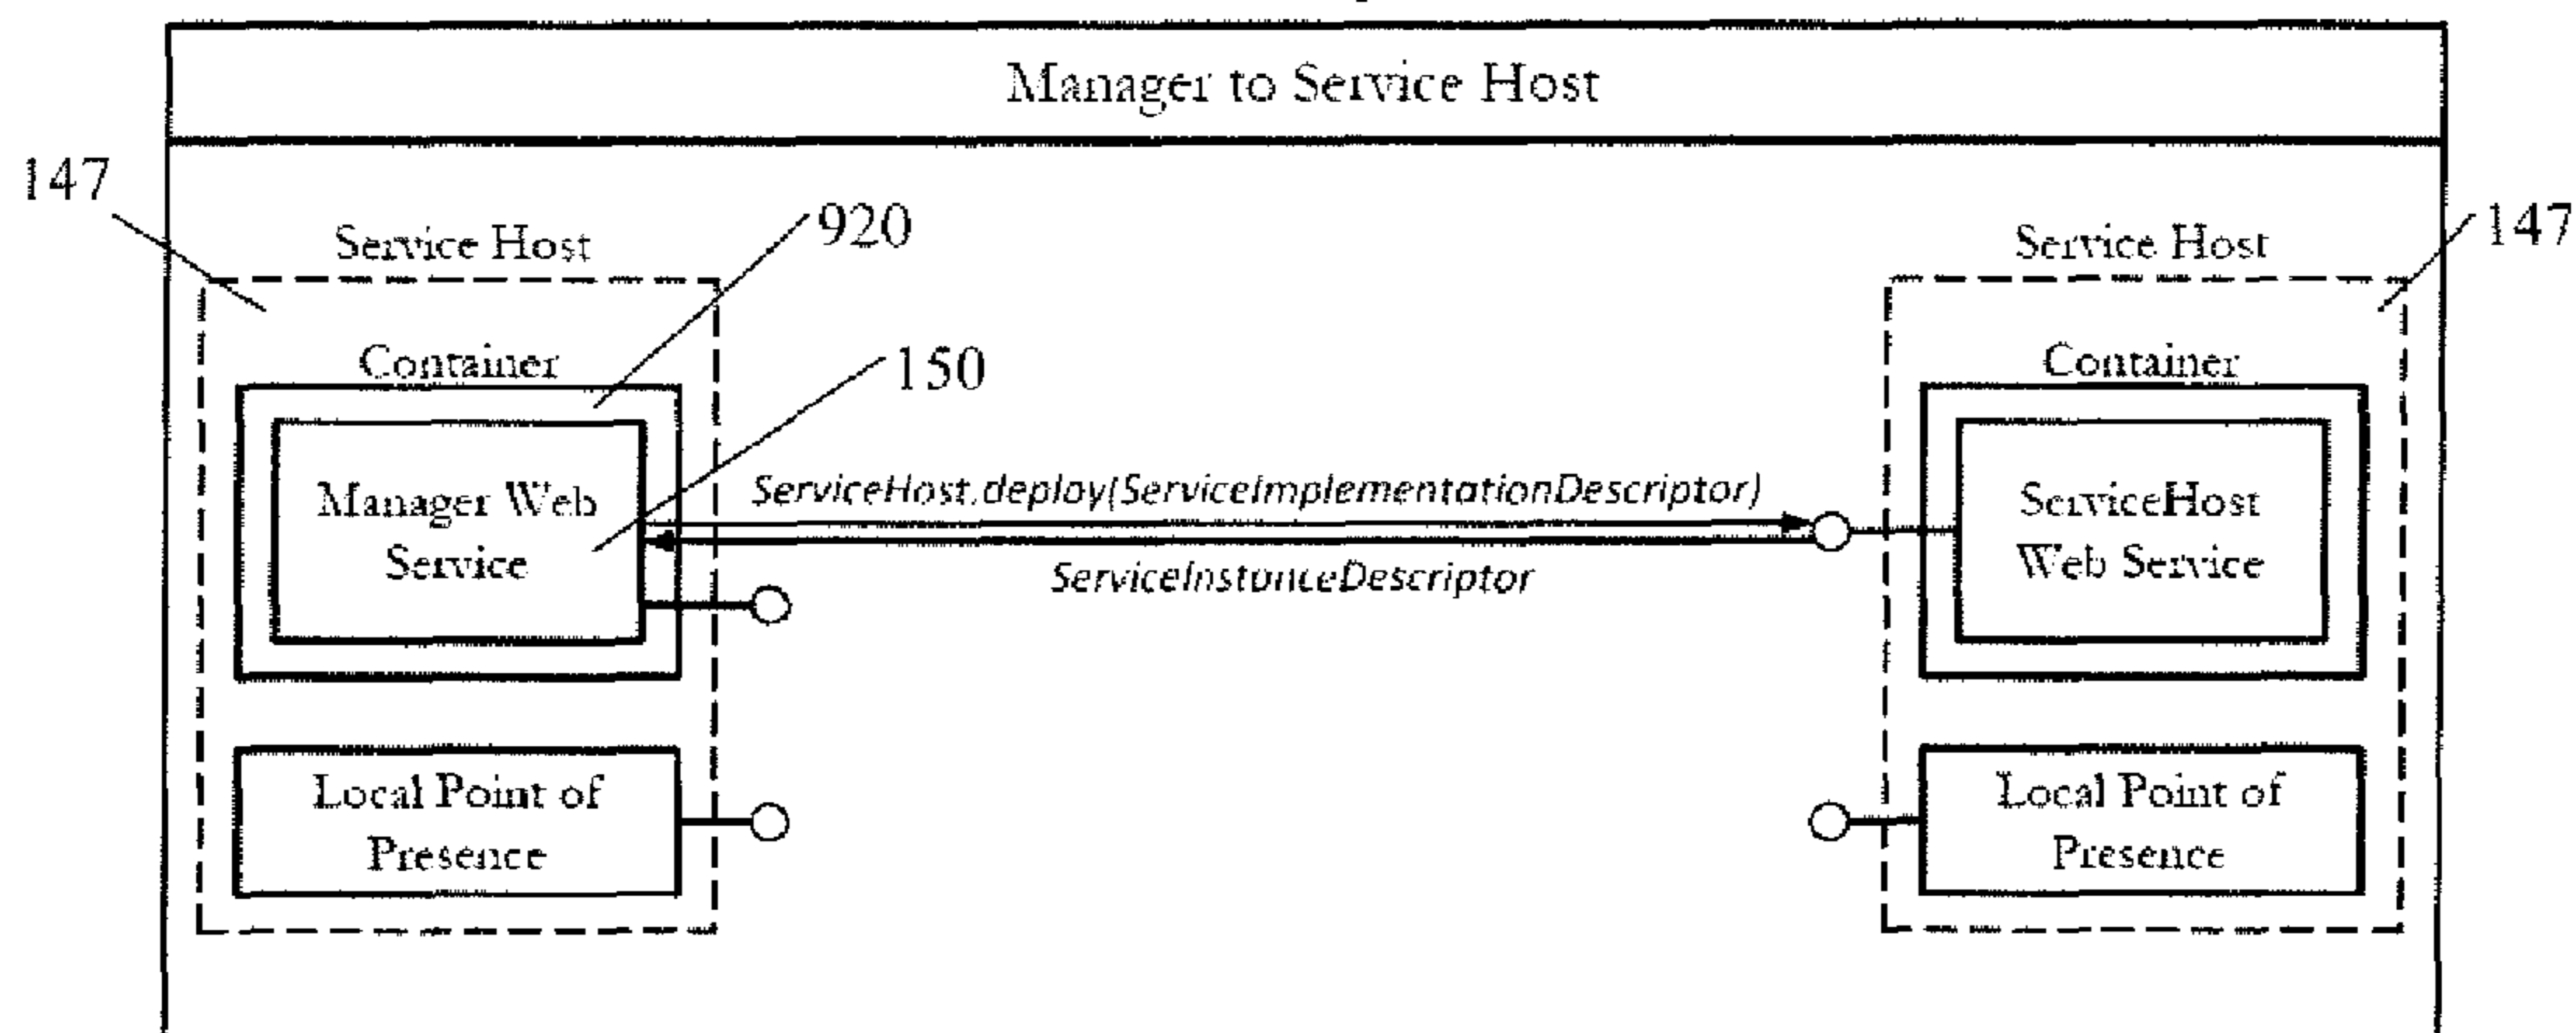 Manager to Service Host
147
Service Host
920
Service Host
147
Container
150
Container
Manager Web
Service
ServiceHost.deploy(ServiceImplementationDescriptor)
ServiceInstanceDescriptor
ServiceHost
Web Service
Local Point of
Presence
Local Point of
Presence